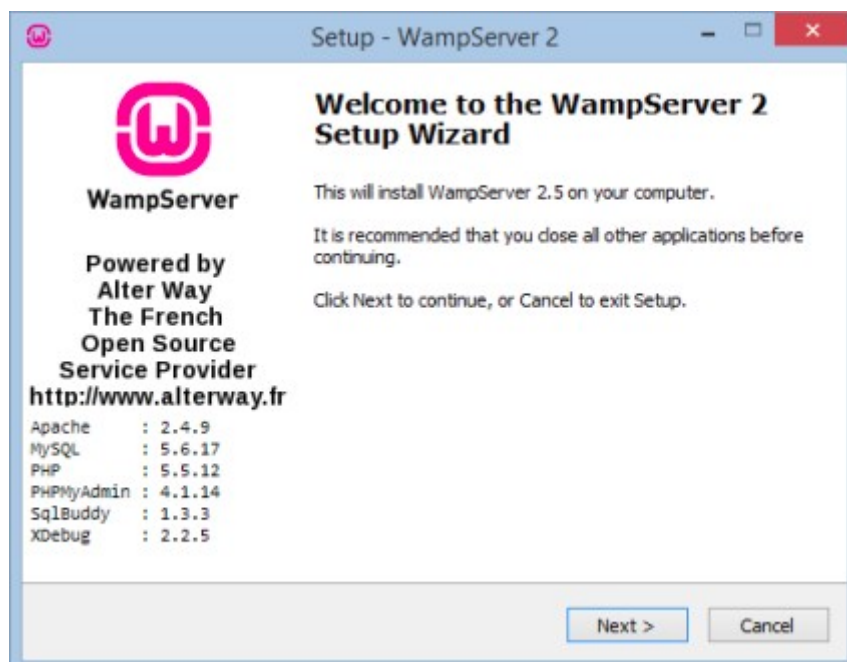 Setup - WampServer 2
WampServer
Powered by
Alter Way
The French
Open Source
Service Provider
http://www.alterway.fr
Apache : 2.4.9
MySQL : 5.6.17
PHP : 5.5.12
PHPMyAdmin : 4.1.14
SqlBuddy : 1.3.3
XDebug : 2.2.5
Welcome to the WampServer 2
Setup Wizard
This will install WampServer 2.5 on your computer.
It is recommended that you close all other applications before
continuing.
Click Next to continue, or Cancel to exit Setup.
Next >
Cancel